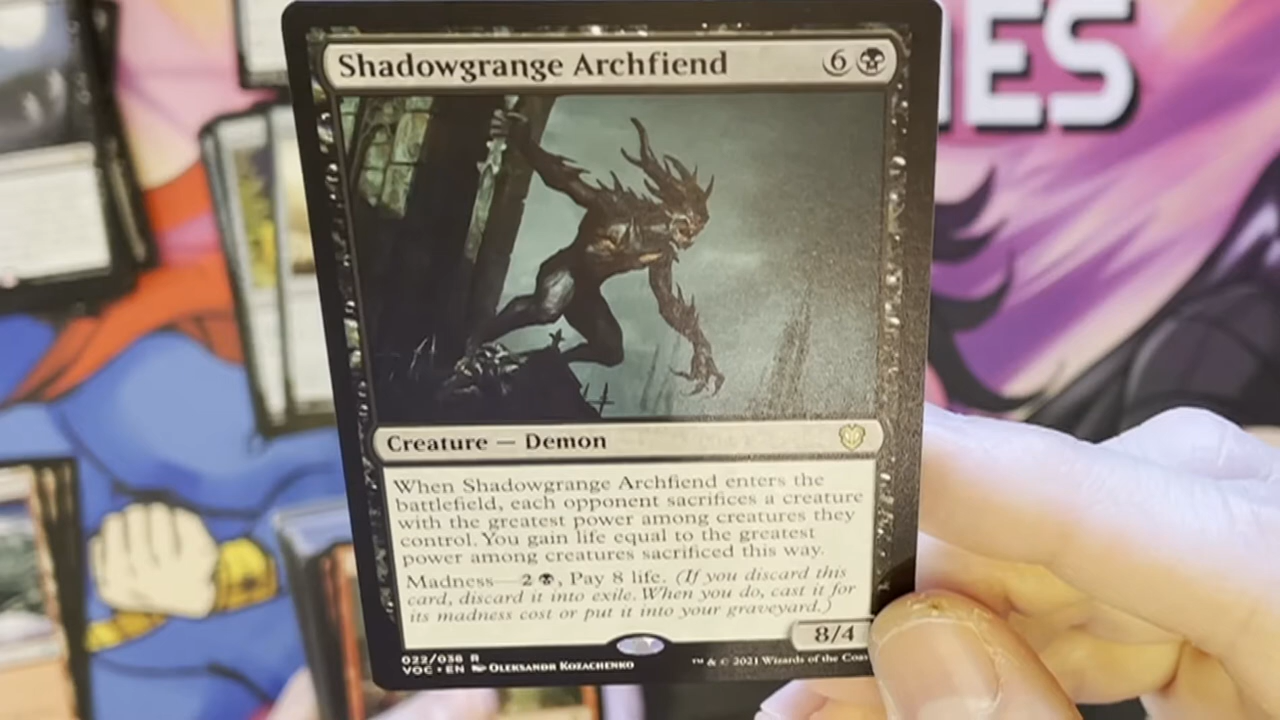 ES
Shadowgrange Archfiend 6
Creature — Demon
When Shadowgrange Archfiend enters the
battlefield, each opponent sacrifices a creature
with the greatest power among creatures they
control. You gain life equal to the greatest
power among creatures sacrificed this way.
Madness—2, Pay 8 life. (If you discard this
card, discard it into exile. When you do, cast it for
its madness cost or put it into your graveyard.)
8/4
022/038 R
VOC • EN Oleksandr Kozachenko
™ & © 2021 Wizards of the Coas